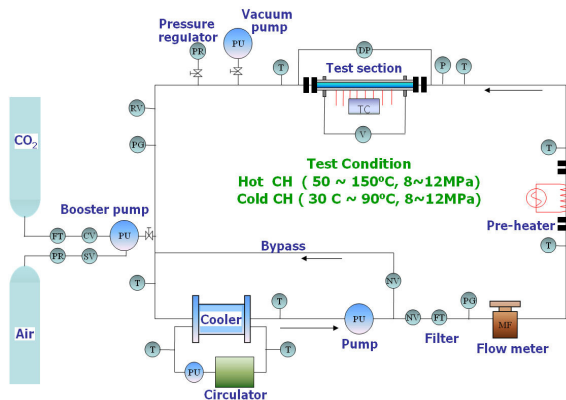 Pressure
regulator
Vacuum
pump
PR
PU
T
DP
P
T
Test section
TC
V
RV
PG
CO2
Test Condition
Hot CH ( 50 ~ 150ºC, 8~12MPa)
Cold CH ( 30 C ~ 90ºC, 8~12MPa)
T
Pre-heater
T
Booster pump
FT
CV
PU
PR
SV
Bypass
T
Air
Cooler
T
PU
Pump
NV
NV
FT
PG
Filter
MF
Flow meter
T
PU
T
Circulator